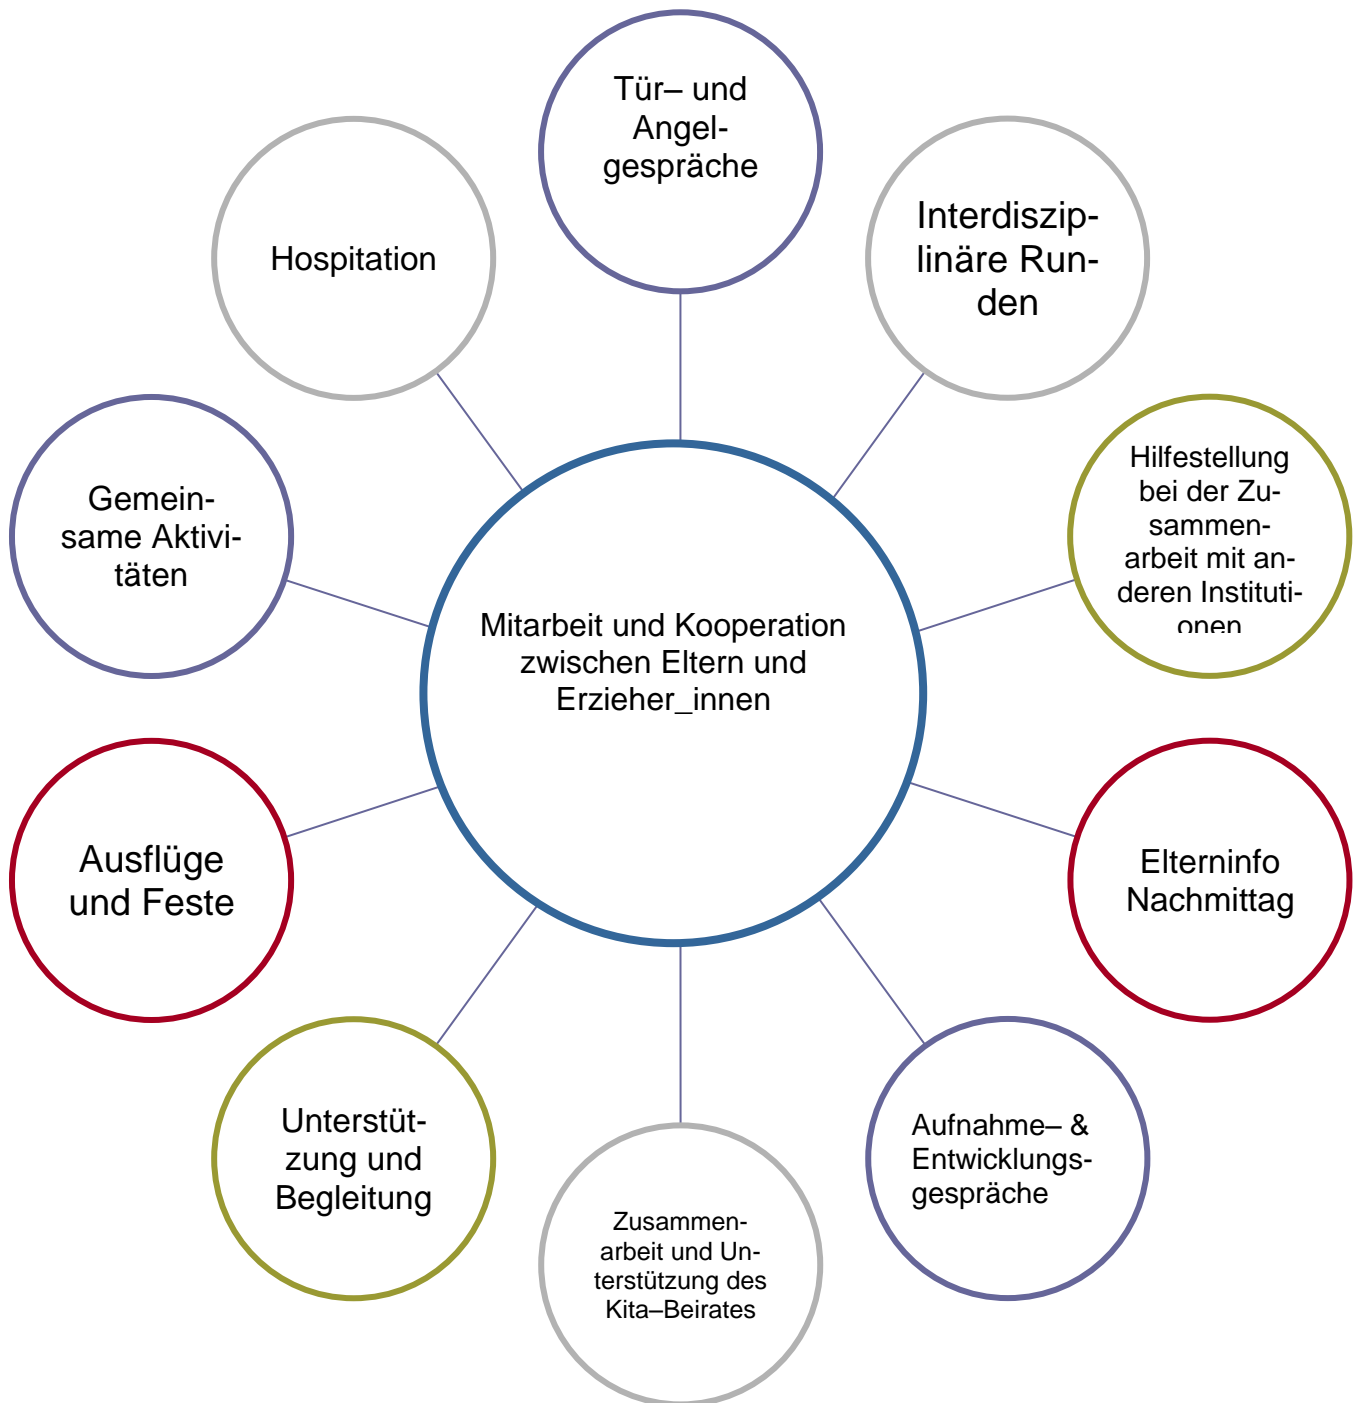 Tür– und
Angel-
gespräche
Interdiszip-
linäre Run-
den
Hospitation
Hilfestellung
bei der Zu-
sammen-
arbeit mit an-
deren Instituti-
onen
Gemein-
same Aktivi-
täten
Mitarbeit und Kooperation
zwischen Eltern und
Erzieher_innen
Ausflüge
und Feste
Elterninfo
Nachmittag
Unterstüt-
zung und
Begleitung
Aufnahme– &
Entwicklungs-
gespräche
Zusammen-
arbeit und Un-
terstützung des
Kita–Beirates